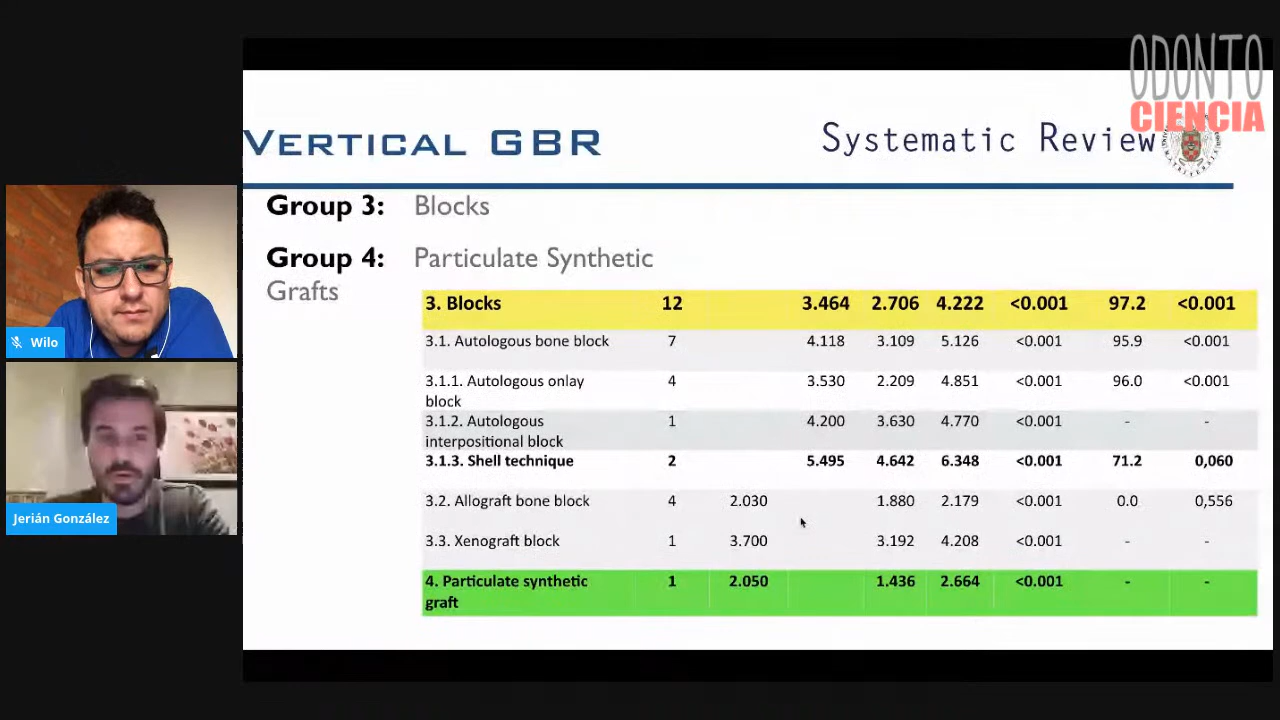 ODONTO
CIENCIA
VERTICAL GBR
Systematic Review
Group 3: Blocks
Group 4: Particulate Synthetic
Grafts
3. Blocks 12 3.464 2.706 4.222 <0.001 97.2 <0.001
3.1. Autologous bone block 7 4.118 3.109 5.126 <0.001 95.9 <0.001
3.1.1. Autologous onlay 4 3.530 2.209 4.851 <0.001 96.0 <0.001
block
3.1.2. Autologous 1 4.200 3.630 4.770 <0.001 - -
interpositional block
3.1.3. Shell technique 2 5.495 4.642 6.348 <0.001 71.2 0,060
3.2. Allograft bone block 4 2.030 1.880 2.179 <0.001 0.0 0,556
3.3. Xenograft block 1 3.700 3.192 4.208 <0.001 - -
4. Particulate synthetic 1 2.050 1.436 2.664 <0.001 - -
graft
Wilo
Jerián González